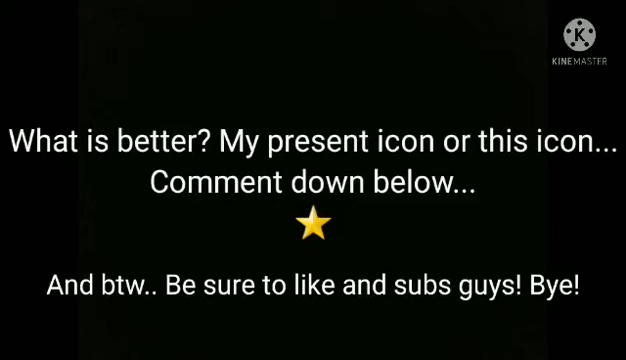 K
KINEMASTER
What is better? My present icon or this icon...
Comment down below...
⭐
And btw.. Be sure to like and subs guys! Bye!